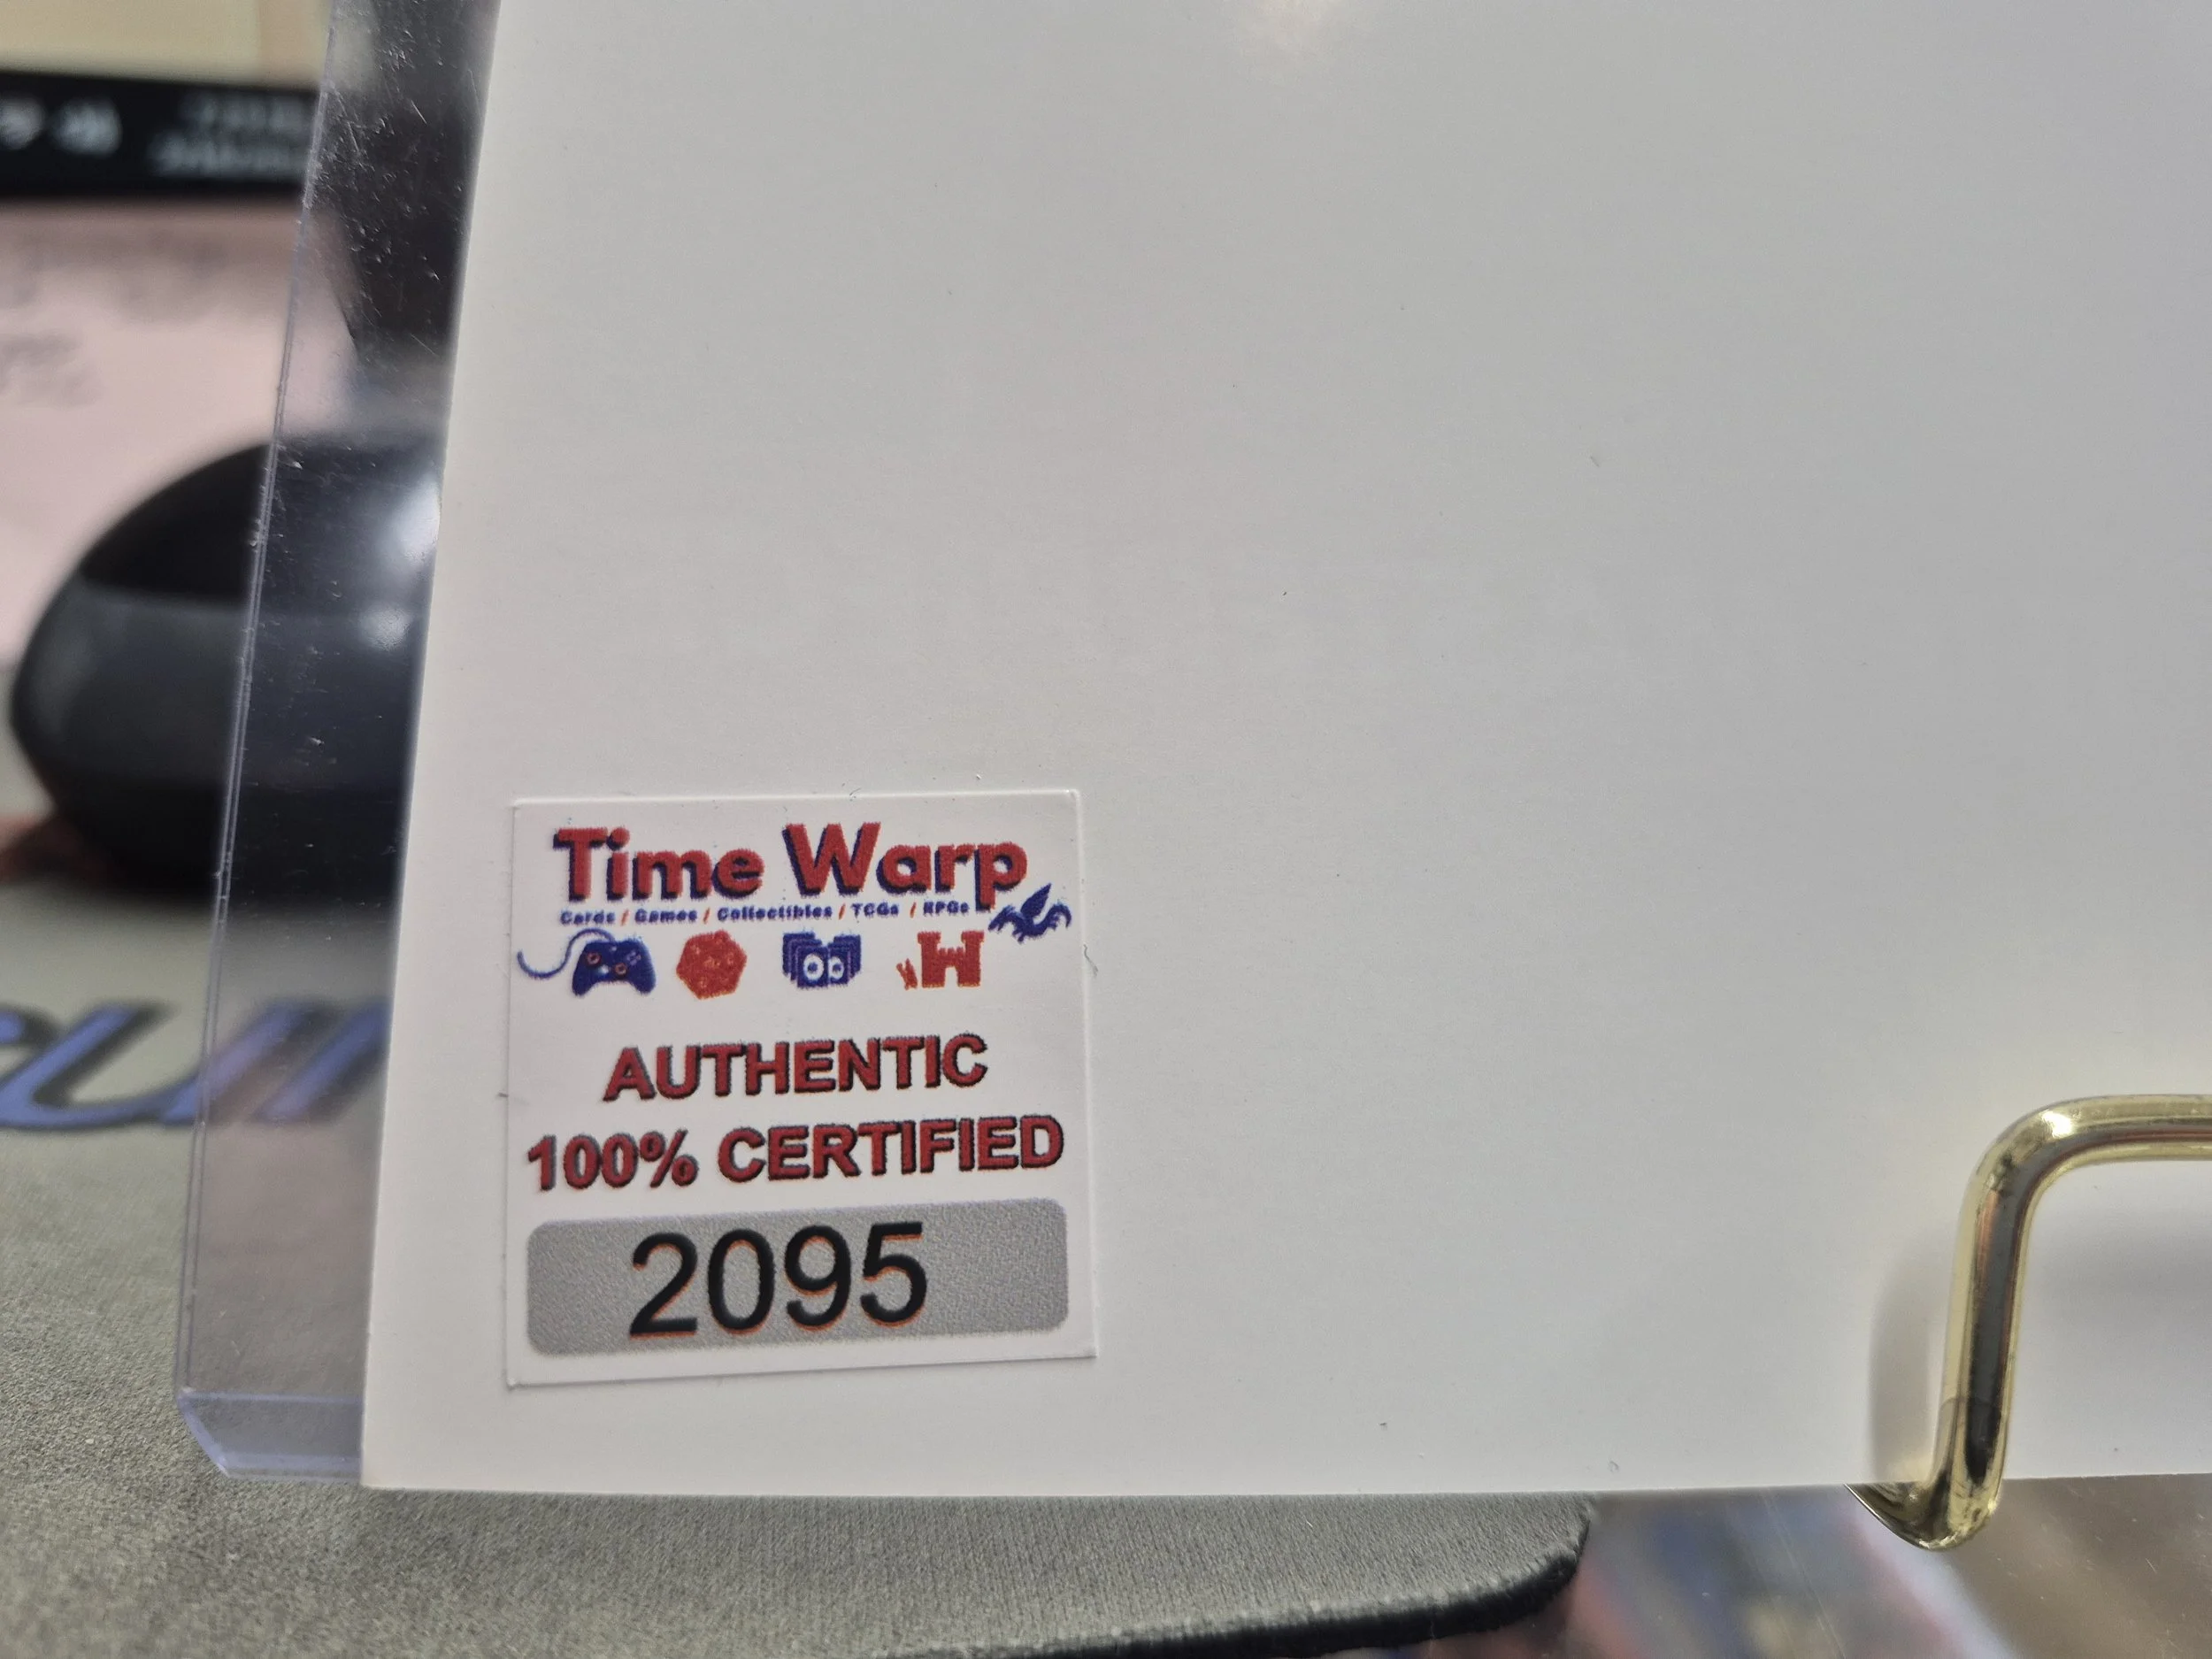 Time Warp
Cards / Games / Collectibles / TCGs / RPGs
AUTHENTIC
100% CERTIFIED
2095